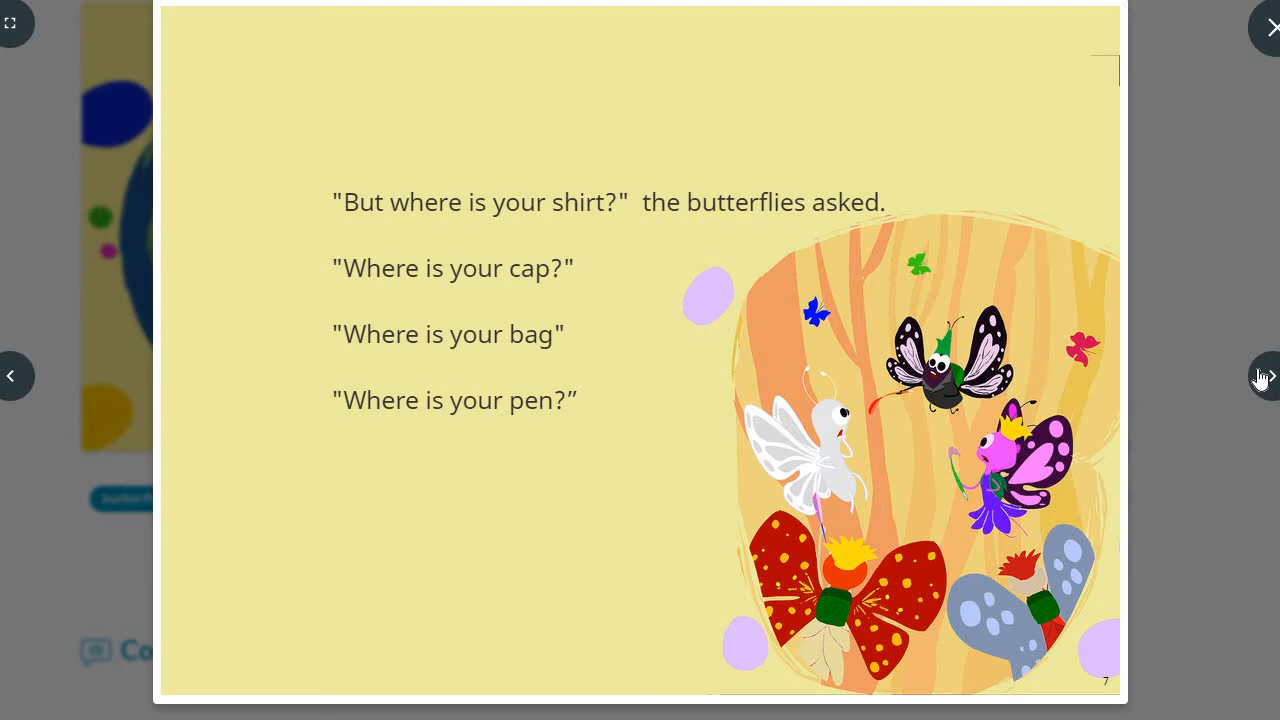 "But where is your shirt?"  the butterflies asked.
"Where is your cap?"
"Where is your bag"
"Where is your pen?”
7
Co